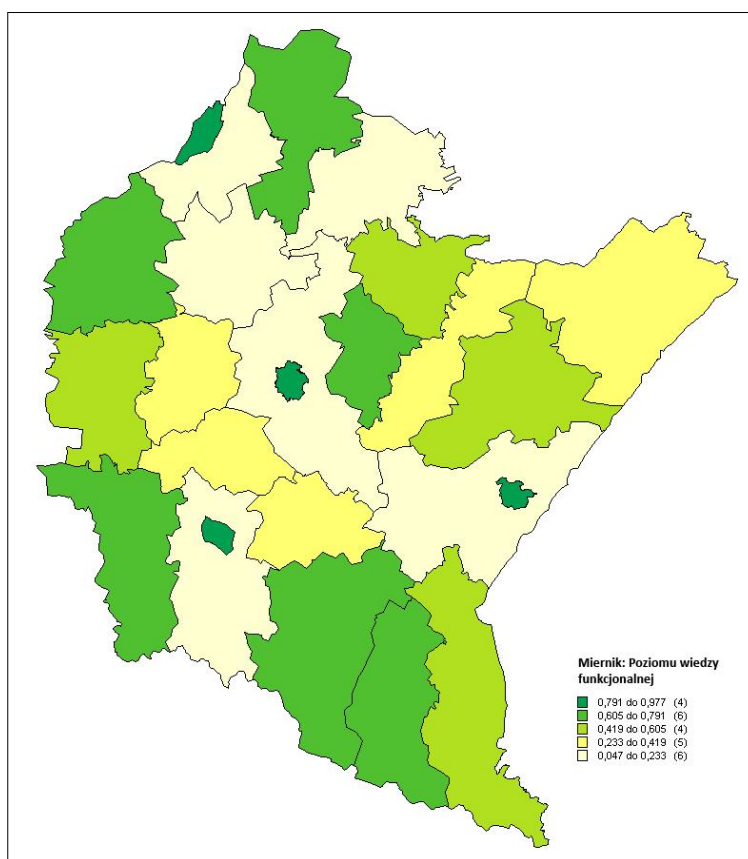 Miernik: Poziomu wiedzy
funkcjonalnej
0,791 do 0,977 (4)
0,605 do 0,791 (6)
0,419 do 0,605 (4)
0,233 do 0,419 (5)
0,047 do 0,233 (6)